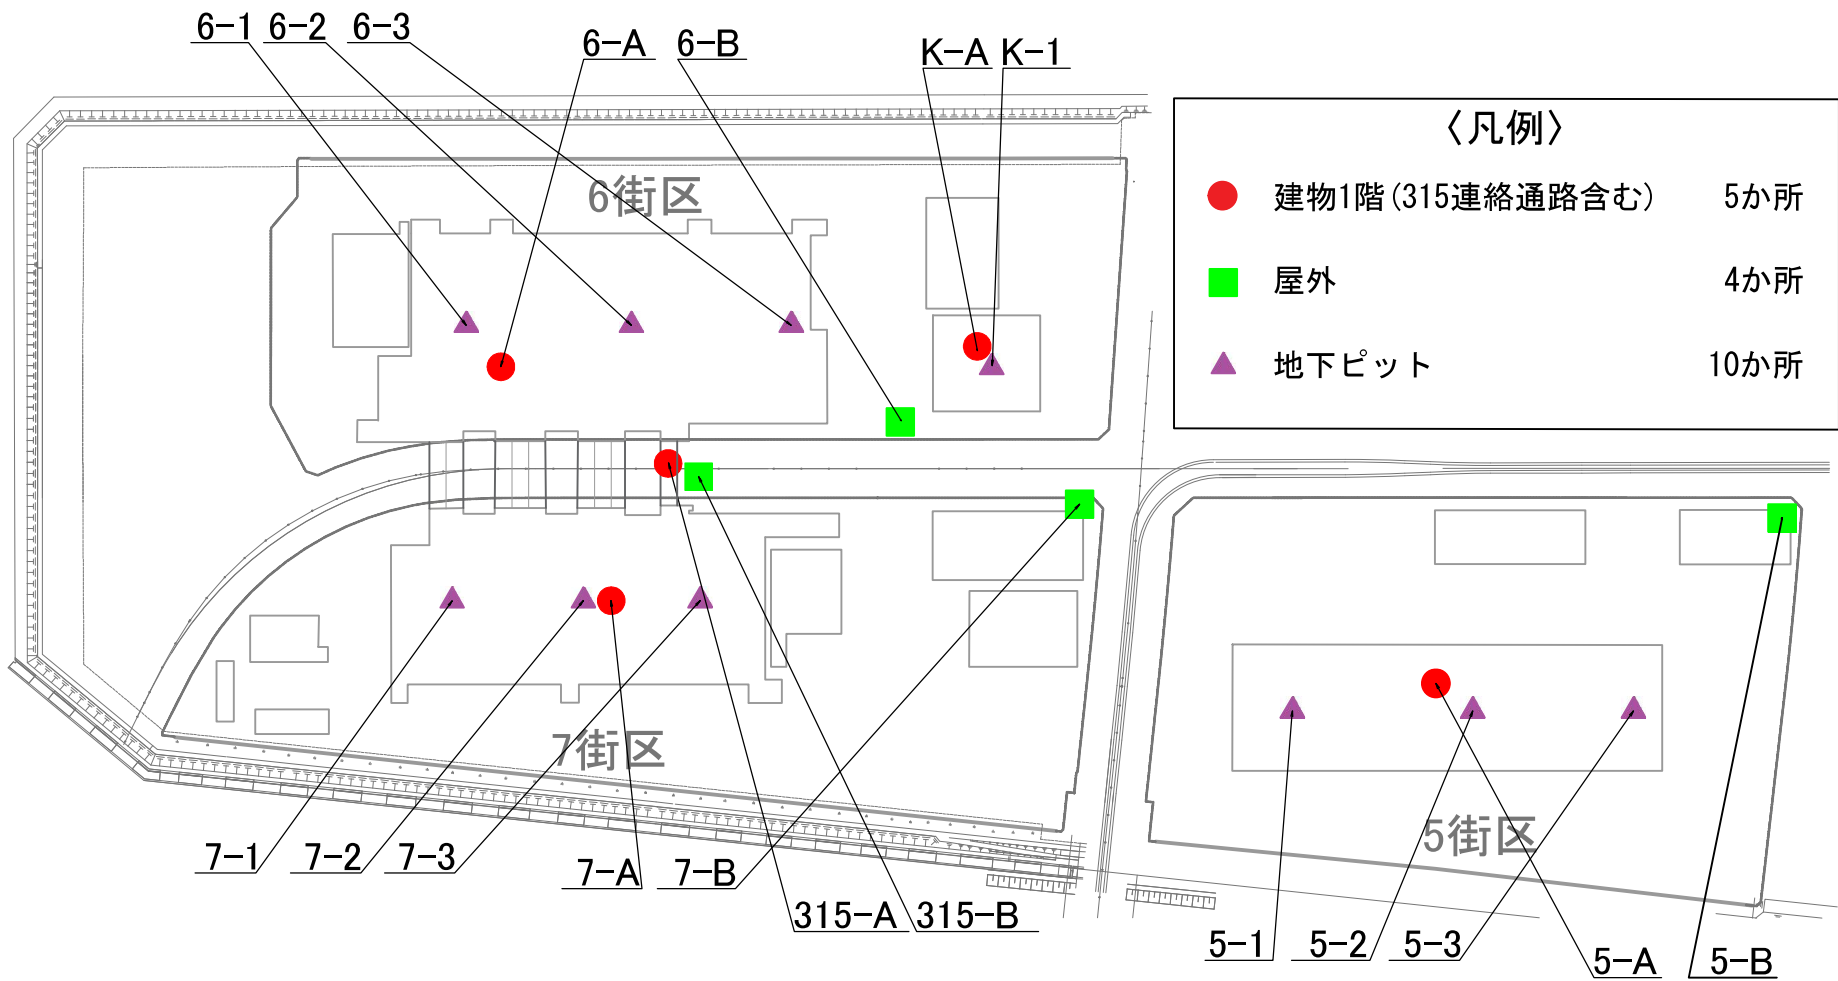 6-1
6-2
6-3
6-A
6-B
K-A
K-1
〈凡例〉
建物1階(315連絡通路含む) 5か所
屋外 4か所
地下ピット 10か所
6街区
7街区
5街区
7-1
7-2
7-3
7-A
7-B
315-A
315-B
5-1
5-2
5-3
5-A
5-B